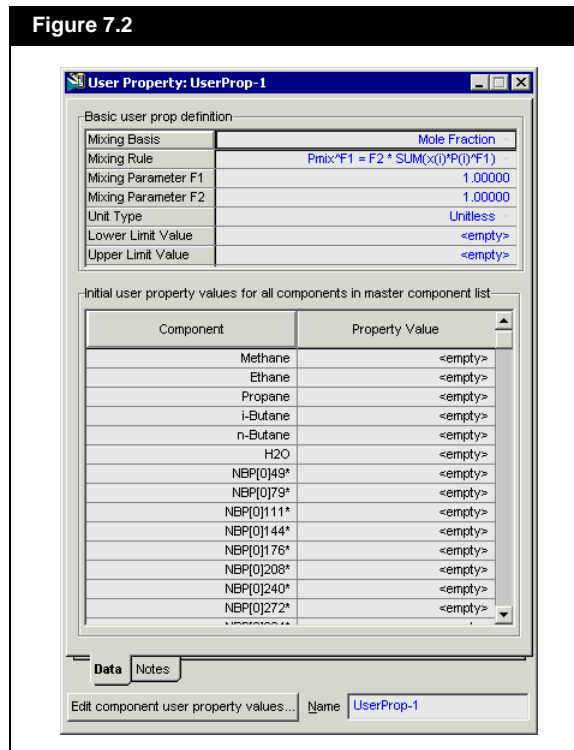 Figure 7.2
User Property: UserProp-1
Basic user prop definition
Mixing Basis Mole Fraction
Mixing Rule Pmix^F1 = F2 * SUM(x(i)*P(i)^F1)
Mixing Parameter F1 1.00000
Mixing Parameter F2 1.00000
Unit Type Unitless
Lower Limit Value <empty>
Upper Limit Value <empty>
Initial user property values for all components in master component list
Component Property Value
Methane <empty>
Ethane <empty>
Propane <empty>
i-Butane <empty>
n-Butane <empty>
H2O <empty>
NBP[0]49* <empty>
NBP[0]79* <empty>
NBP[0]111* <empty>
NBP[0]144* <empty>
NBP[0]176* <empty>
NBP[0]208* <empty>
NBP[0]240* <empty>
NBP[0]272* <empty>
Data Notes
Edit component user property values... Name UserProp-1